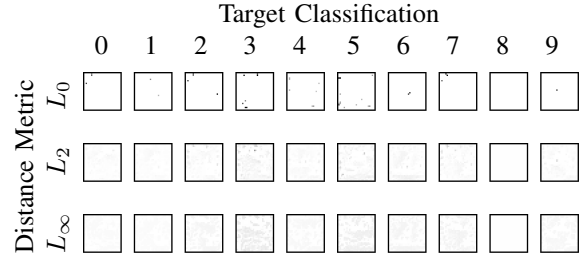 Target Classification
0 1 2 3 4 5 6 7 8 9
Distance Metric
L₀
L₂
L∞